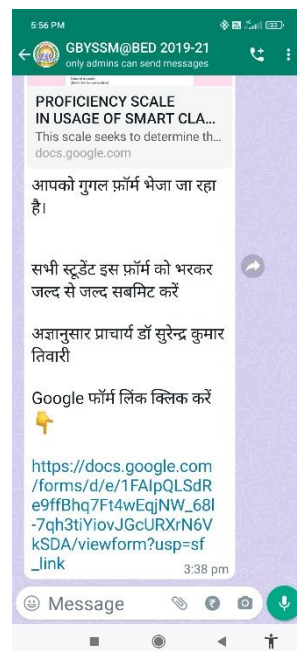 5:56 PM
GBYSSM@BED 2019-21
only admins can send messages
PROFICIENCY SCALE
IN USAGE OF SMART CLA...
This scale seeks to determine th...
docs.google.com
आपको गुगल फ़ॉर्म भेजा जा रहा
है।
सभी स्टूडेंट इस फ़ॉर्म को भरकर
जल्द से जल्द सबमिट करें
अज्ञानुसार प्राचार्य डॉ सुरेन्द्र कुमार
तिवारी
Google फॉर्म लिंक क्लिक करें
👇
https://docs.google.com
/forms/d/e/1FAIpQLSdR
e9ffBhq7Ft4wEqjNW_68l
-7qh3tiYiovJGcURXrN6V
kSDA/viewform?usp=sf
_link
3:38 pm
Message